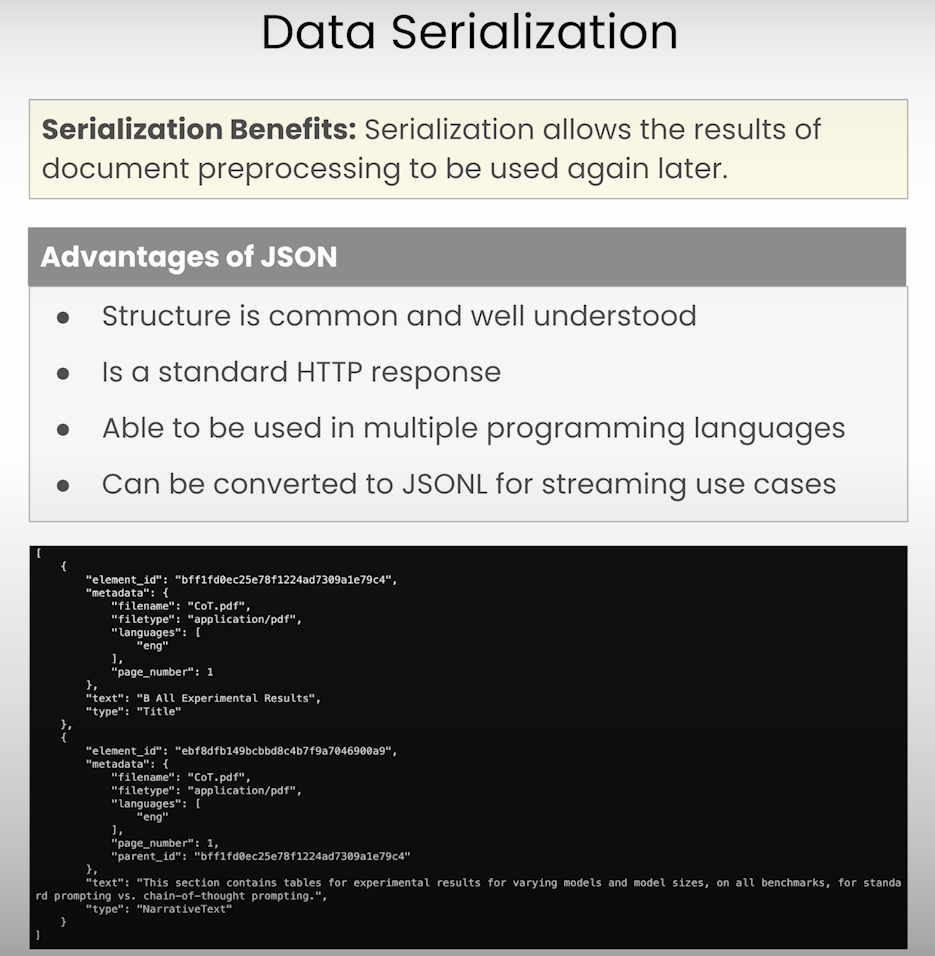 Data Serialization
Serialization Benefits: Serialization allows the results of
document preprocessing to be used again later.
Advantages of JSON
● Structure is common and well understood
● Is a standard HTTP response
● Able to be used in multiple programming languages
● Can be converted to JSONL for streaming use cases
[
    {
        "element_id": "bff1fd0ec25e78f1224ad7309a1e79c4",
        "metadata": {
            "filename": "CoT.pdf",
            "filetype": "application/pdf",
            "languages": [
                "eng"
            ],
            "page_number": 1
        },
        "text": "B All Experimental Results",
        "type": "Title"
    },
    {
        "element_id": "ebf8dfb149bcbbd8c4b7f9a7046900a9",
        "metadata": {
            "filename": "CoT.pdf",
            "filetype": "application/pdf",
            "languages": [
                "eng"
            ],
            "page_number": 1,
            "parent_id": "bff1fd0ec25e78f1224ad7309a1e79c4"
        },
        "text": "This section contains tables for experimental results for varying models and model sizes, on all benchmarks, for standa
rd prompting vs. chain-of-thought prompting.",
        "type": "NarrativeText"
    }
]